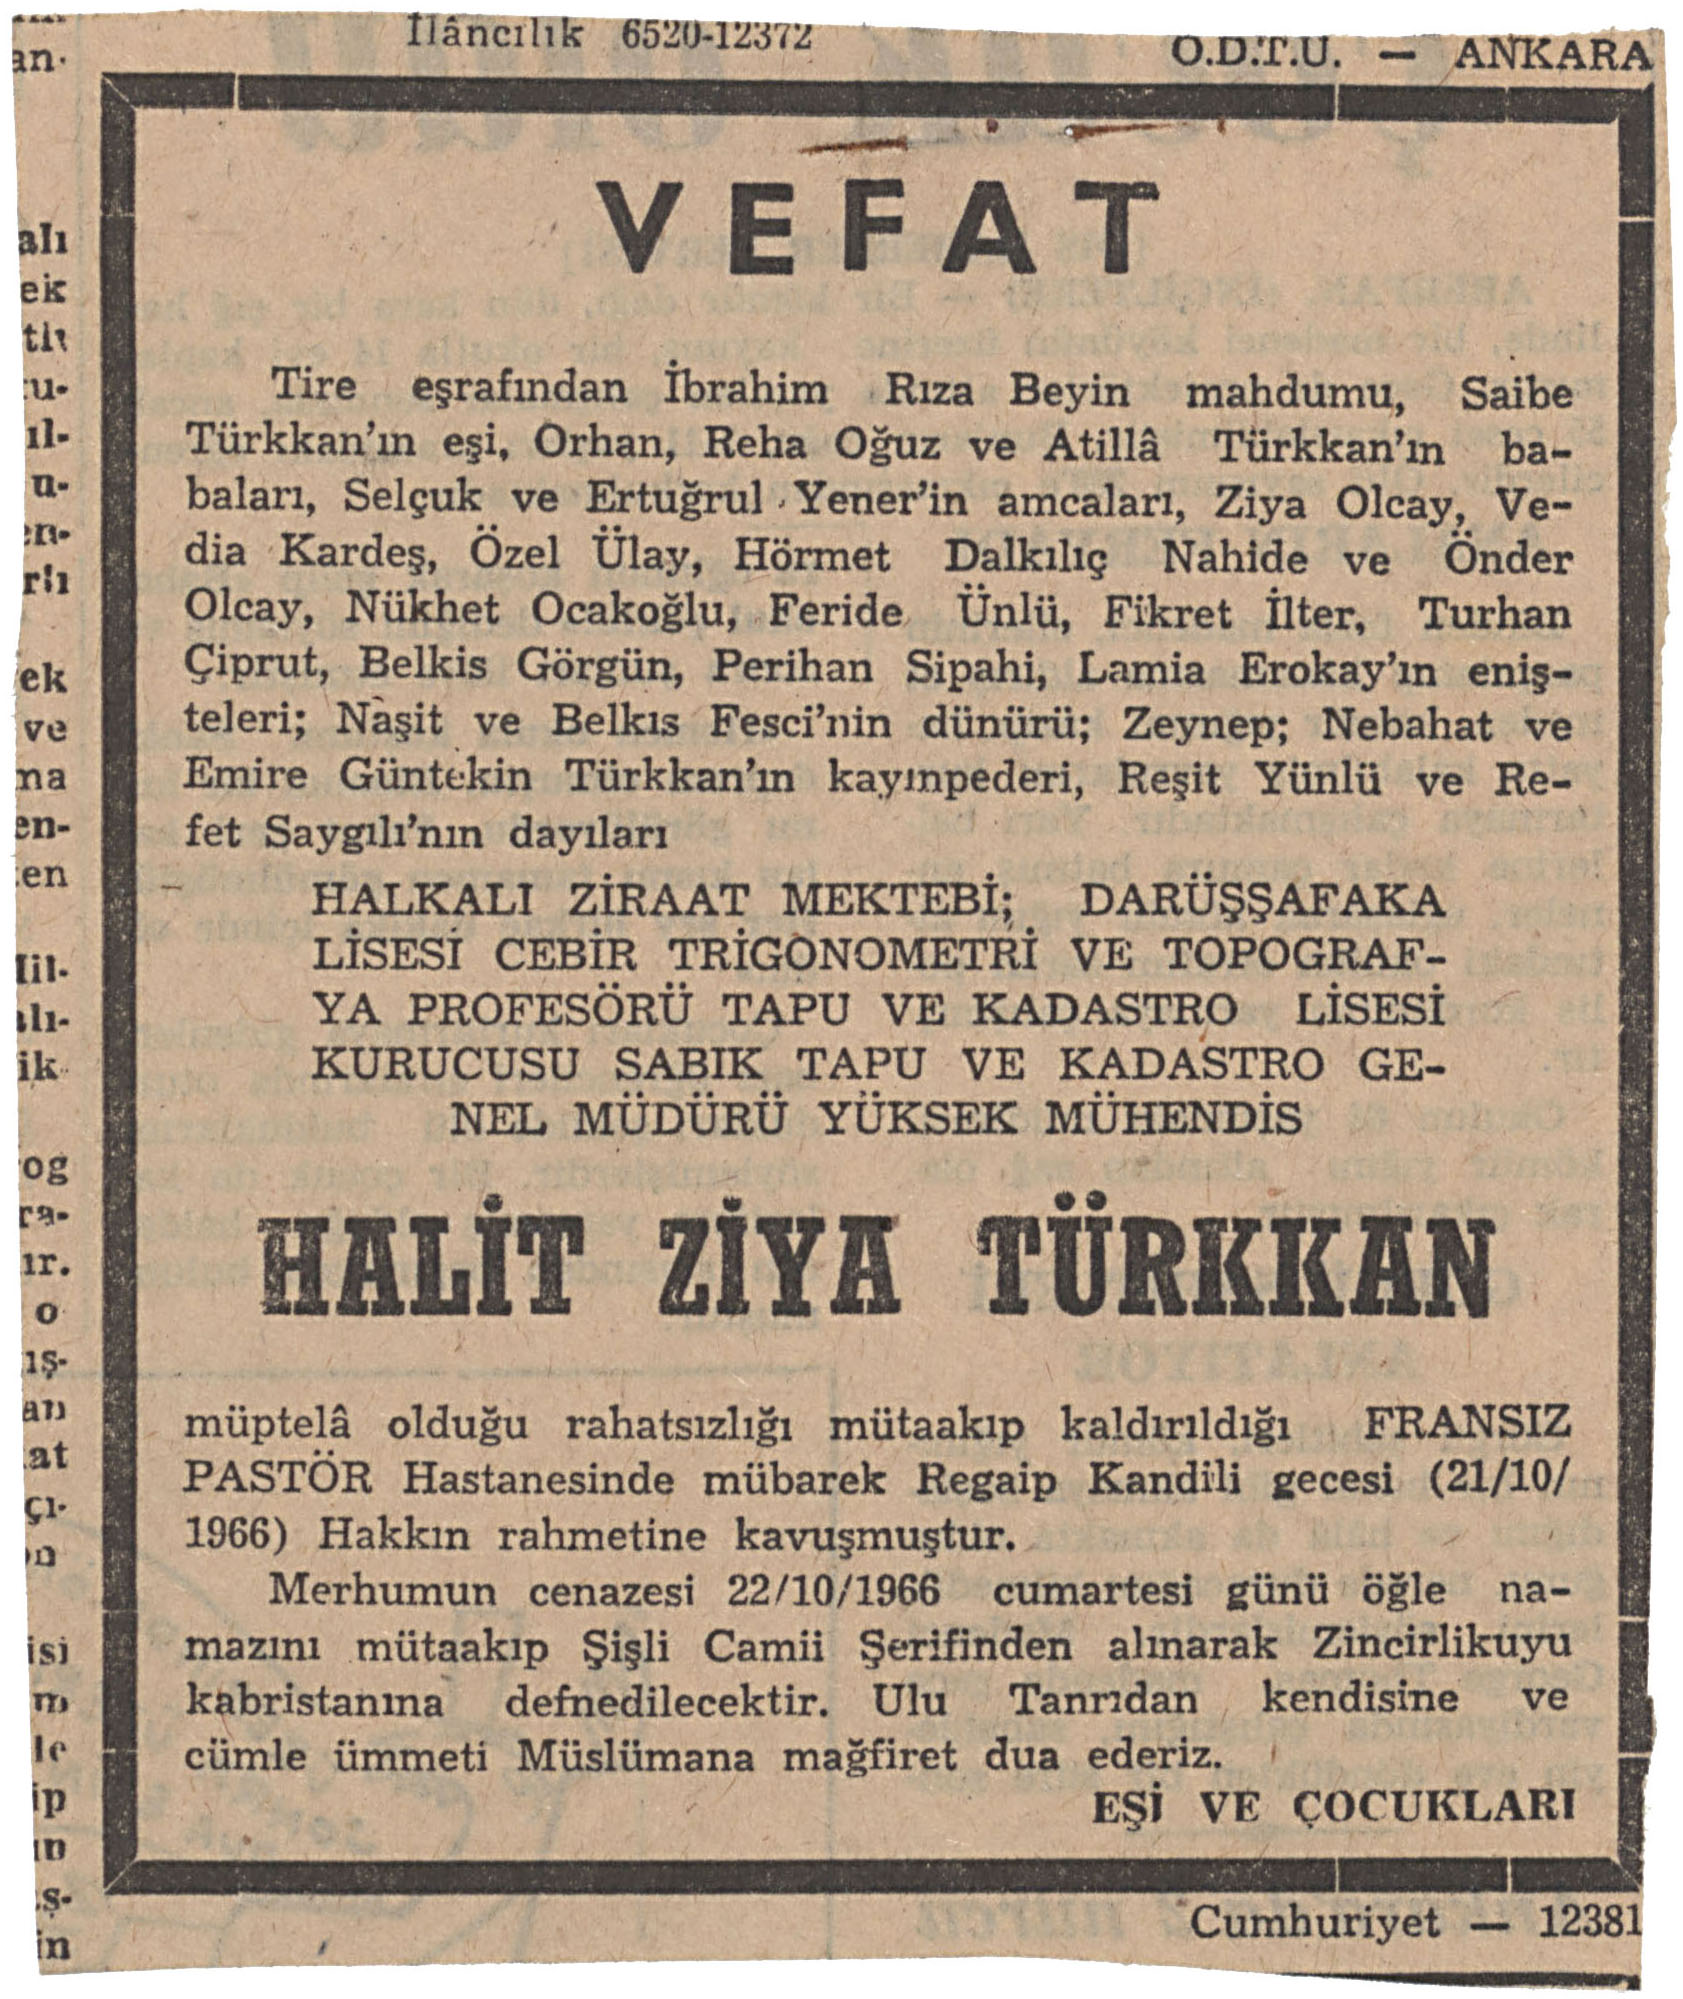 İlâncılık 6520-12372
O.D.T.Ü. — ANKARA
VEFAT
Tire eşrafından İbrahim Rıza Beyin mahdumu, Saibe
Türkkan'ın eşi, Orhan, Reha Oğuz ve Atillâ Türkkan'ın ba-
baları, Selçuk ve Ertuğrul Yener'in amcaları, Ziya Olcay, Ve-
dia Kardeş, Özel Ülay, Hörmet Dalkılıç Nahide ve Önder
Olcay, Nükhet Ocakoğlu, Feride Ünlü, Fikret İlter, Turhan
Çiprut, Belkis Görgün, Perihan Sipahi, Lamia Erokay'ın eniş-
teleri; Naşit ve Belkıs Fesci'nin dünürü; Zeynep; Nebahat ve
Emire Güntekin Türkkan'ın kayınpederi, Reşit Yünlü ve Re-
fet Saygılı'nın dayıları
HALKALI ZİRAAT MEKTEBİ; DARÜŞŞAFAKA
LİSESİ CEBİR TRİGONOMETRİ VE TOPOGRAF-
YA PROFESÖRÜ TAPU VE KADASTRO LİSESİ
KURUCUSU SABIK TAPU VE KADASTRO GE-
NEL MÜDÜRÜ YÜKSEK MÜHENDİS
HALİT ZİYA TÜRKKAN
müptelâ olduğu rahatsızlığı mütaakıp kaldırıldığı FRANSIZ
PASTÖR Hastanesinde mübarek Regaip Kandili gecesi (21/10/
1966) Hakkın rahmetine kavuşmuştur.
Merhumun cenazesi 22/10/1966 cumartesi günü öğle na-
mazını mütaakıp Şişli Camii Şerifinden alınarak Zincirlikuyu
kabristanına defnedilecektir. Ulu Tanrıdan kendisine ve
cümle ümmeti Müslümana mağfiret dua ederiz.
EŞİ VE ÇOCUKLARI
Cumhuriyet — 12381